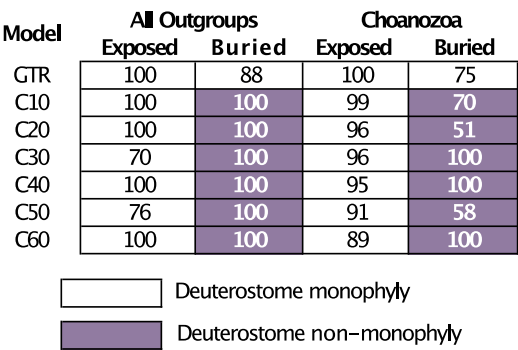 Model All Outgroups Choanozoa
Exposed Buried Exposed Buried
GTR 100 88 100 75
C10 100 100 99 70
C20 100 100 96 51
C30 70 100 96 100
C40 100 100 95 100
C50 76 100 91 58
C60 100 100 89 100
Deuterostome monophyly
Deuterostome non-monophyly